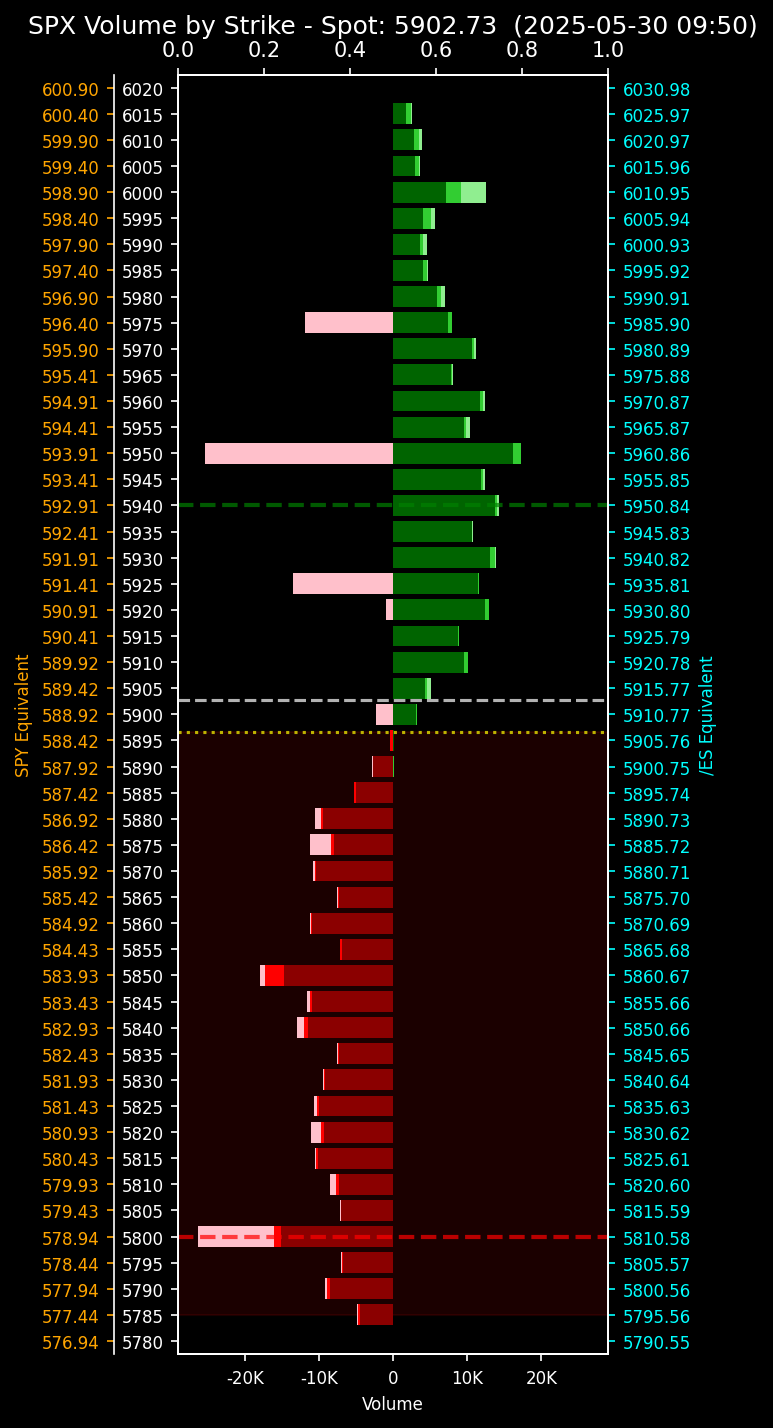 SPX Volume by Strike - Spot: 5902.73  (2025-05-30 09:50)
0.0 0.2 0.4 0.6 0.8 1.0
600.90 6020 6030.98
600.40 6015 6025.97
599.90 6010 6020.97
599.40 6005 6015.96
598.90 6000 6010.95
598.40 5995 6005.94
597.90 5990 6000.93
597.40 5985 5995.92
596.90 5980 5990.91
596.40 5975 5985.90
595.90 5970 5980.89
595.41 5965 5975.88
594.91 5960 5970.87
594.41 5955 5965.87
593.91 5950 5960.86
593.41 5945 5955.85
592.91 5940 5950.84
592.41 5935 5945.83
591.91 5930 5940.82
591.41 5925 5935.81
590.91 5920 5930.80
590.41 5915 5925.79
589.92 5910 5920.78
589.42 5905 5915.77
588.92 5900 5910.77
588.42 5895 5905.76
587.92 5890 5900.75
587.42 5885 5895.74
586.92 5880 5890.73
586.42 5875 5885.72
585.92 5870 5880.71
585.42 5865 5875.70
584.92 5860 5870.69
584.43 5855 5865.68
583.93 5850 5860.67
583.43 5845 5855.66
582.93 5840 5850.66
582.43 5835 5845.65
581.93 5830 5840.64
581.43 5825 5835.63
580.93 5820 5830.62
580.43 5815 5825.61
579.93 5810 5820.60
579.43 5805 5815.59
578.94 5800 5810.58
578.44 5795 5805.57
577.94 5790 5800.56
577.44 5785 5795.56
576.94 5780 5790.55
SPY Equivalent
/ES Equivalent
-20K -10K 0 10K 20K
Volume